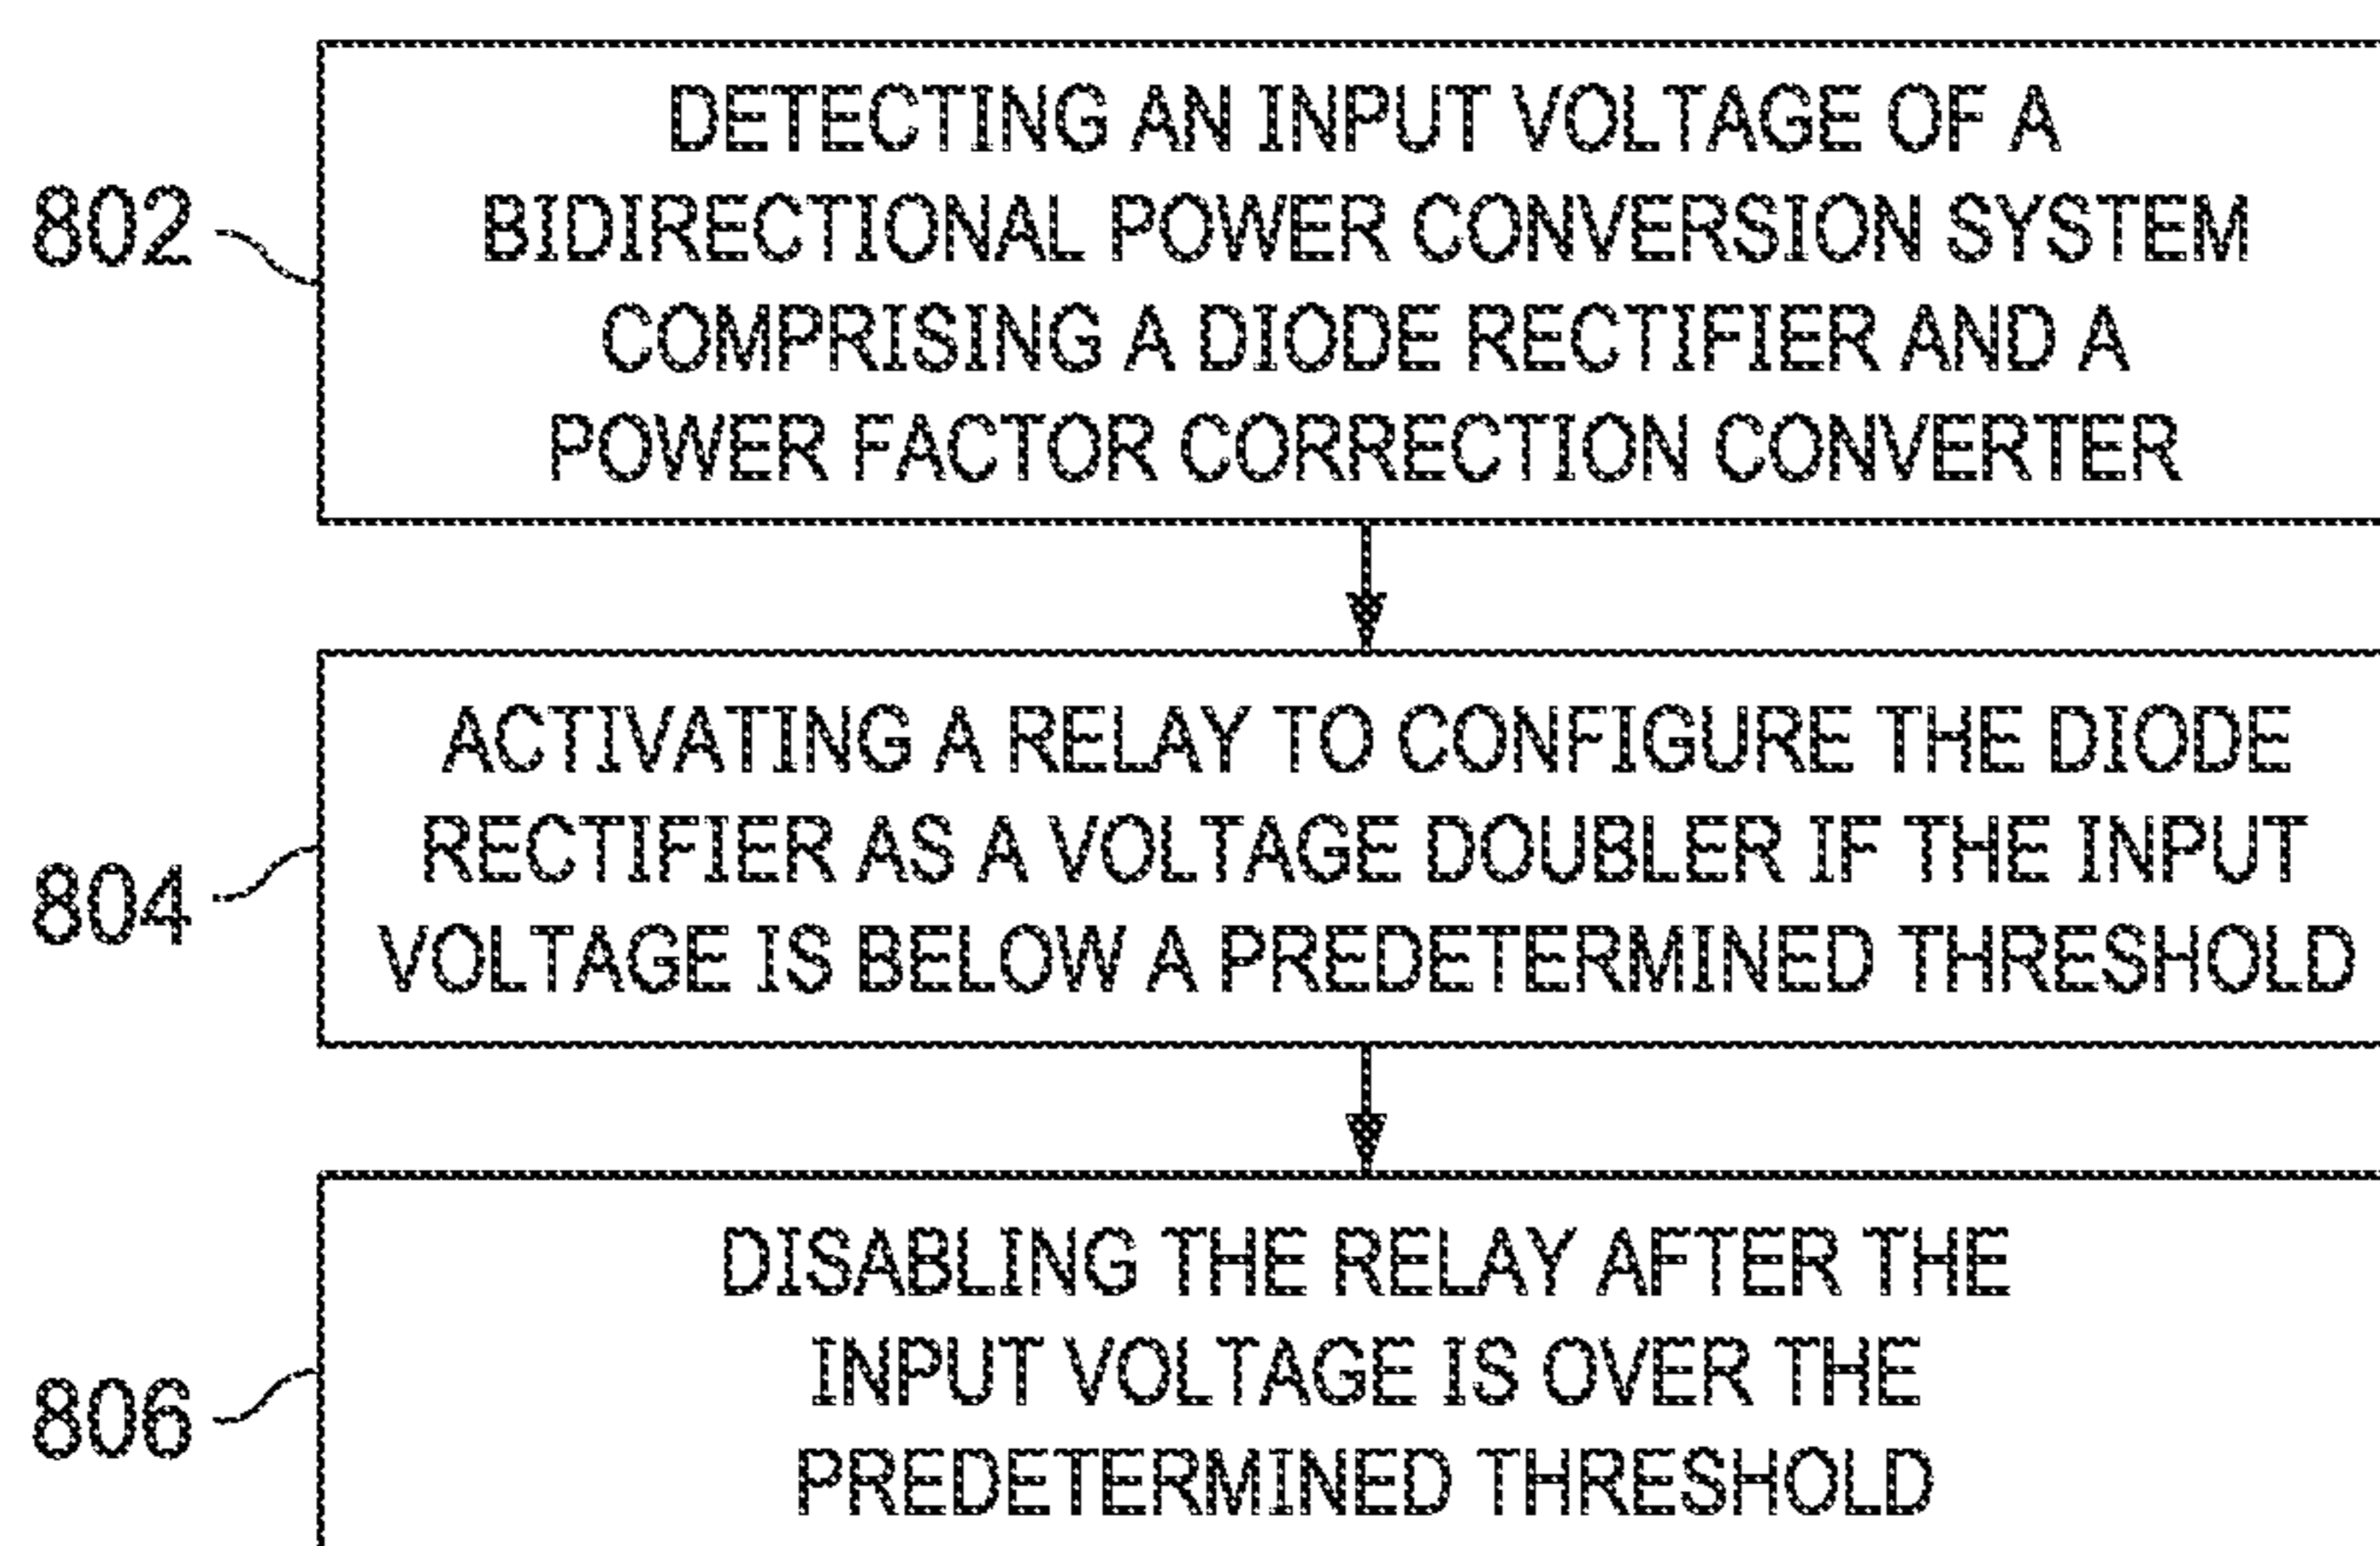 DETECTING AN INPUT VOLTAGE OF A
BIDIRECTIONAL POWER CONVERSION SYSTEM
COMPRISING A DIODE RECTIFIER AND A
POWER FACTOR CORRECTION CONVERTER
802
ACTIVATING A RELAY TO CONFIGURE THE DIODE
RECTIFIER AS A VOLTAGE DOUBLER IF THE INPUT
VOLTAGE IS BELOW A PREDETERMINED THRESHOLD
804
DISABLING THE RELAY AFTER THE
INPUT VOLTAGE IS OVER THE
PREDETERMINED THRESHOLD
806